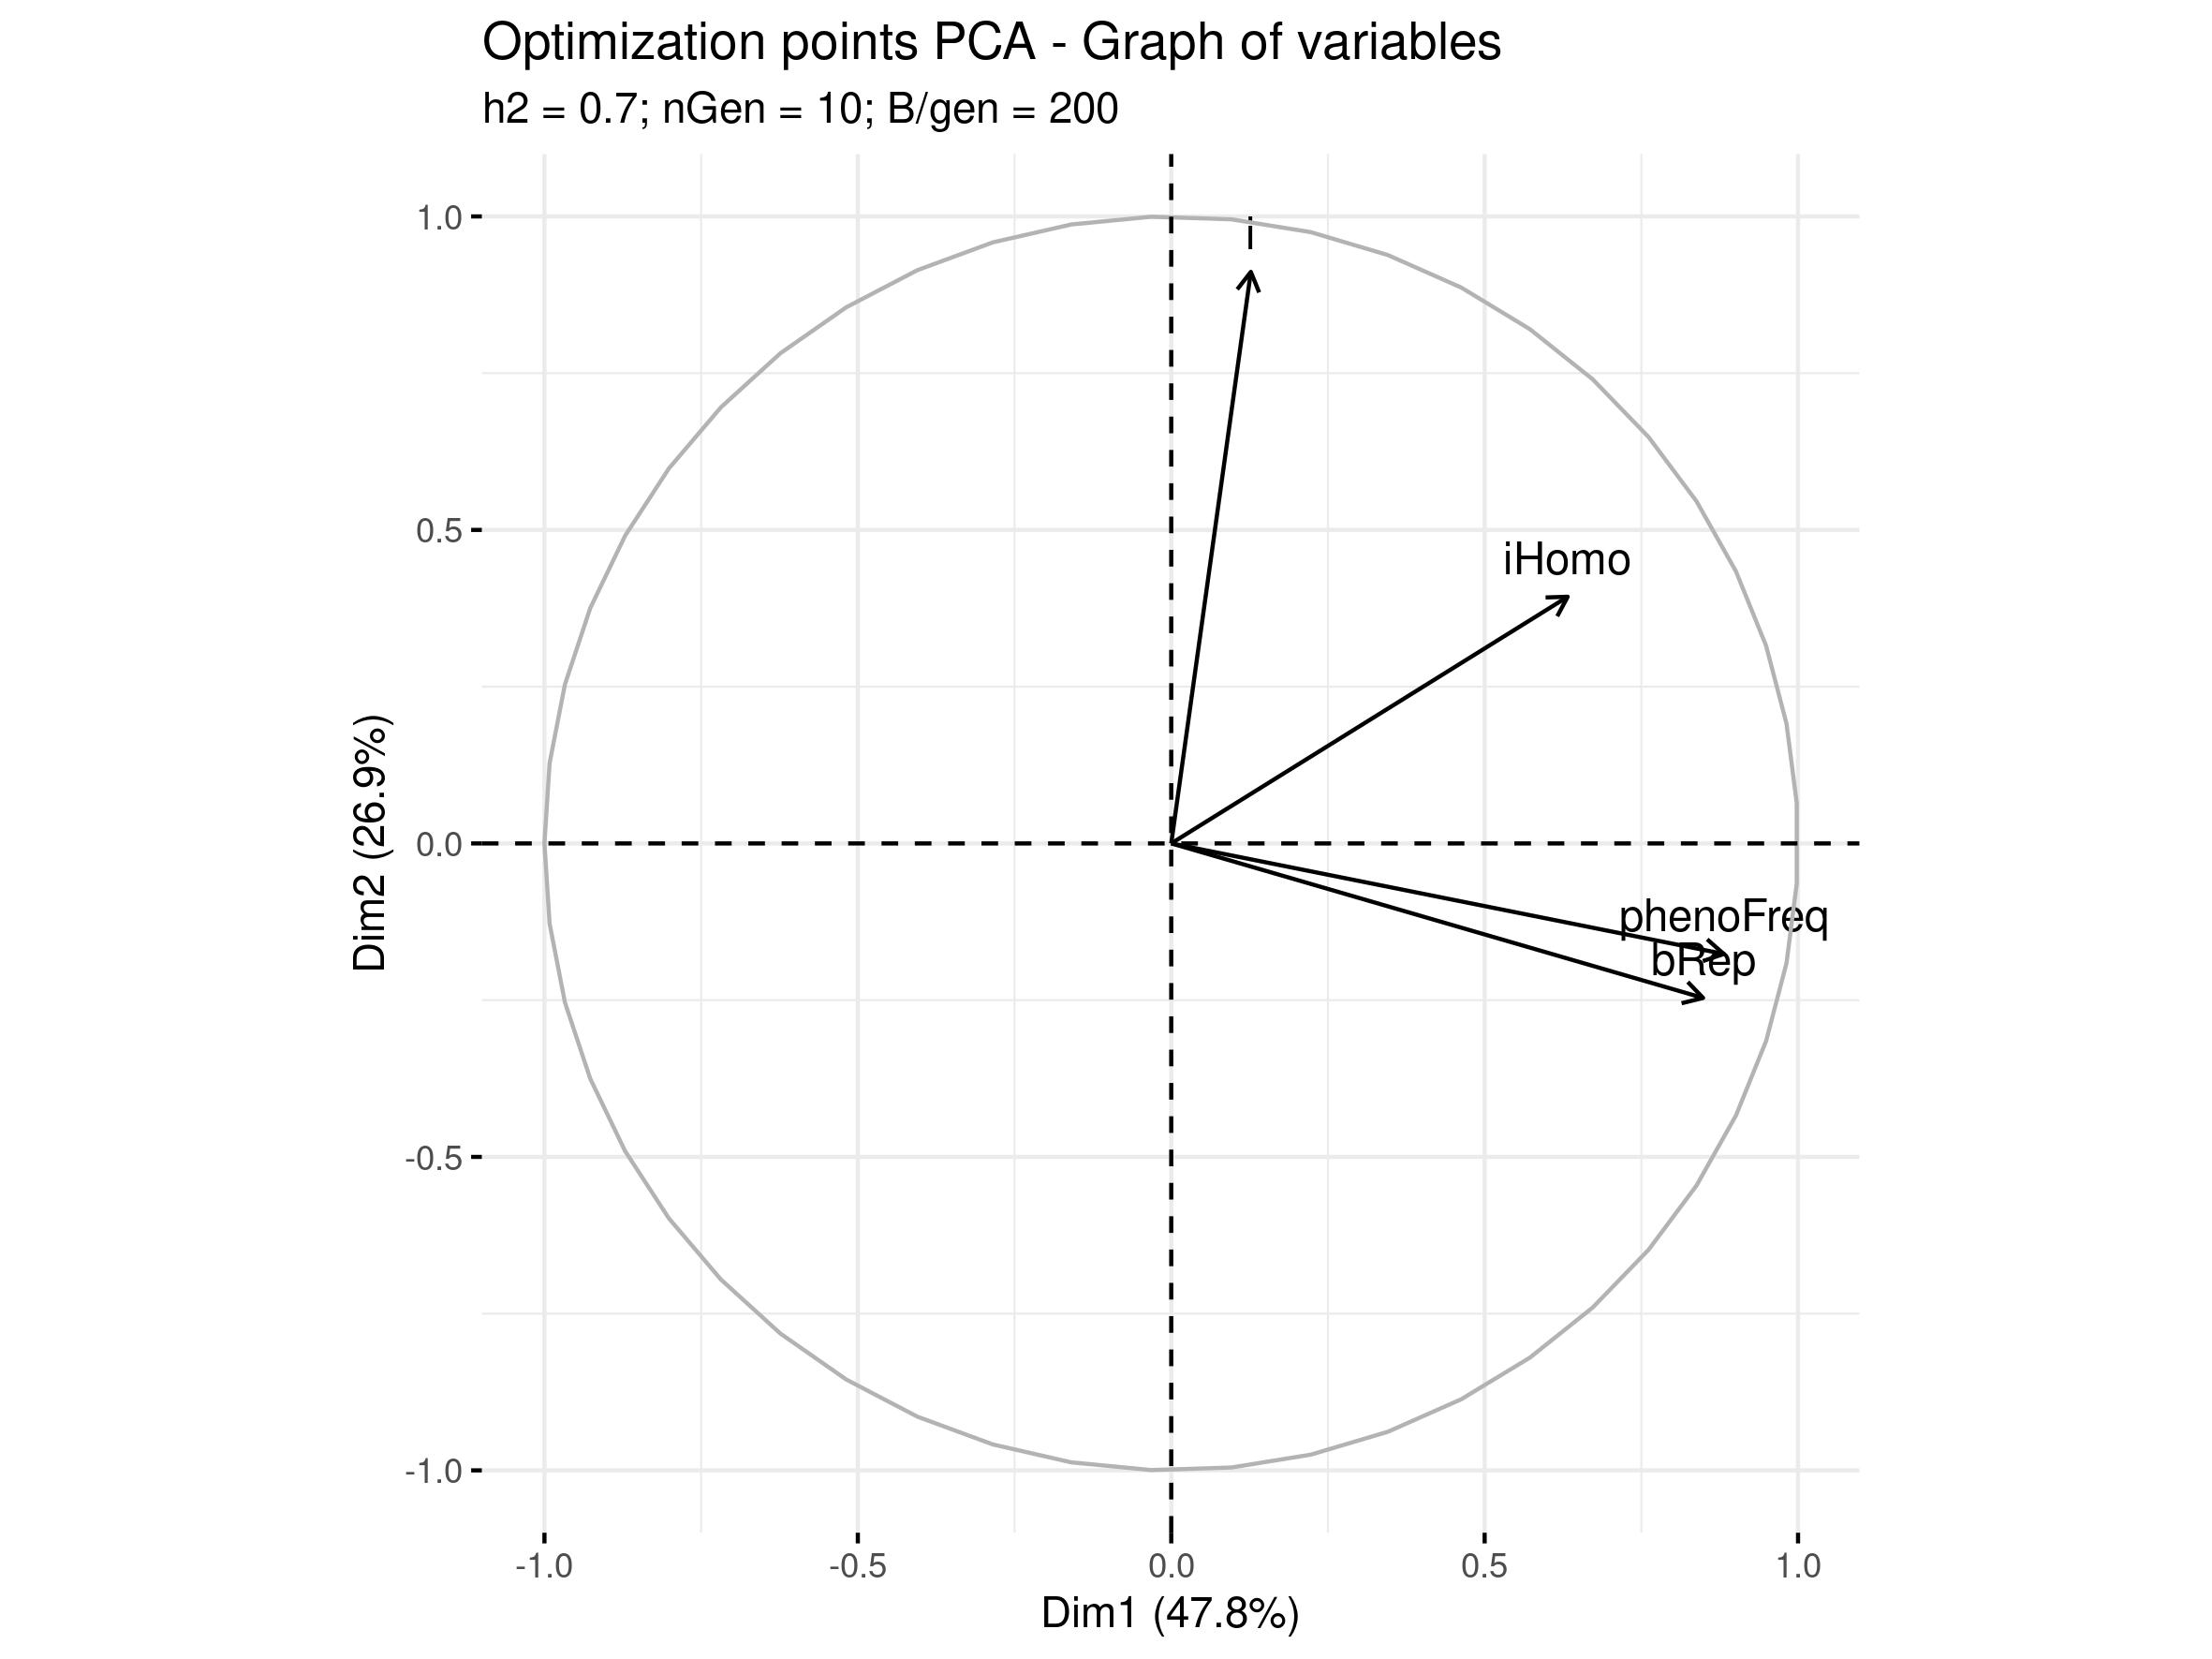 Optimization points PCA - Graph of variables
h2 = 0.7; nGen = 10; B/gen = 200
1.0
0.5
0.0
-0.5
-1.0
Dim2 (26.9%)
i
iHomo
phenoFreq
bRep
-1.0
-0.5
0.0
0.5
1.0
Dim1 (47.8%)